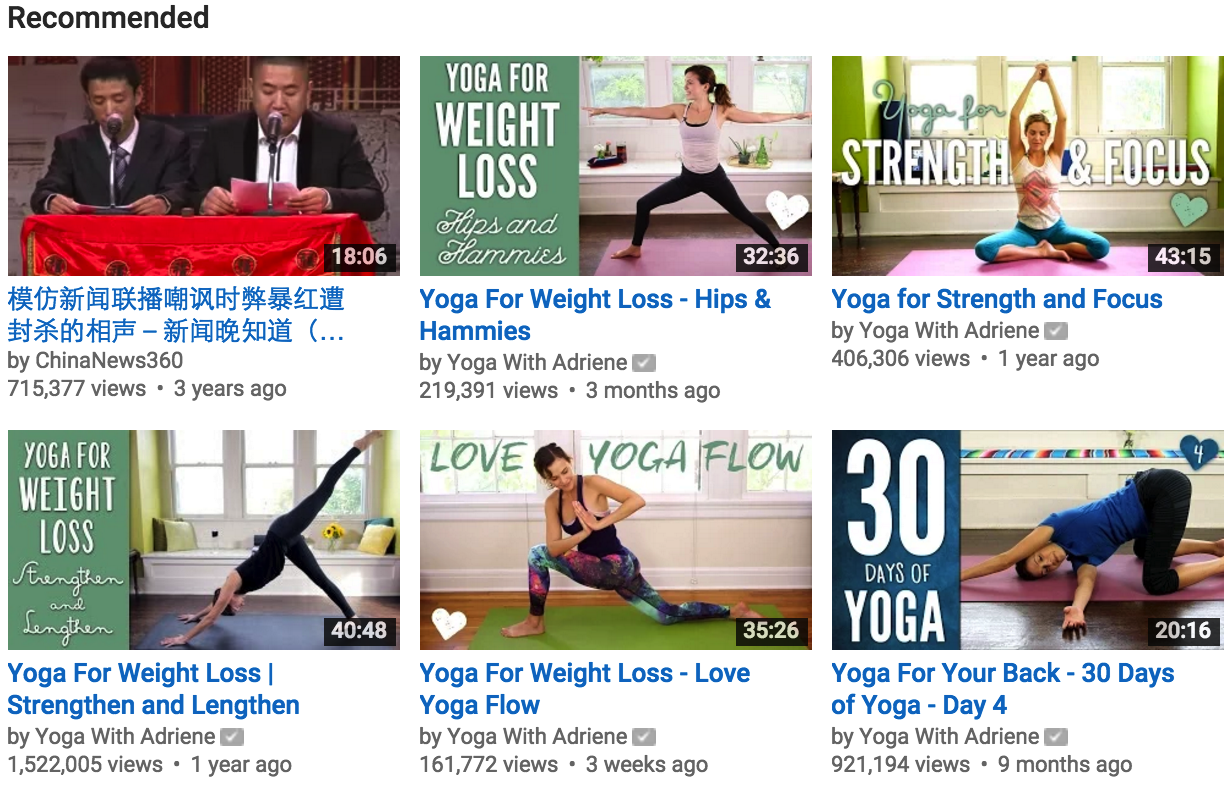 Recommended
18:06
模仿新闻联播嘲讽时弊暴红遭
封杀的相声 – 新闻晚知道（…
by ChinaNews360
715,377 views • 3 years ago
YOGA FOR
WEIGHT
LOSS
Hips and
Hammies
32:36
Yoga For Weight Loss - Hips &
Hammies
by Yoga With Adriene
219,391 views • 3 months ago
Yoga for
STRENGTH & FOCUS
43:15
Yoga for Strength and Focus
by Yoga With Adriene
406,306 views • 1 year ago
YOGA FOR
WEIGHT
LOSS
Strengthen
and
Lengthen
40:48
Yoga For Weight Loss |
Strengthen and Lengthen
by Yoga With Adriene
1,522,005 views • 1 year ago
LOVE YOGA FLOW
35:26
Yoga For Weight Loss - Love
Yoga Flow
by Yoga With Adriene
161,772 views • 3 weeks ago
30
DAYS OF
YOGA
4
20:16
Yoga For Your Back - 30 Days
of Yoga - Day 4
by Yoga With Adriene
921,194 views • 9 months ago